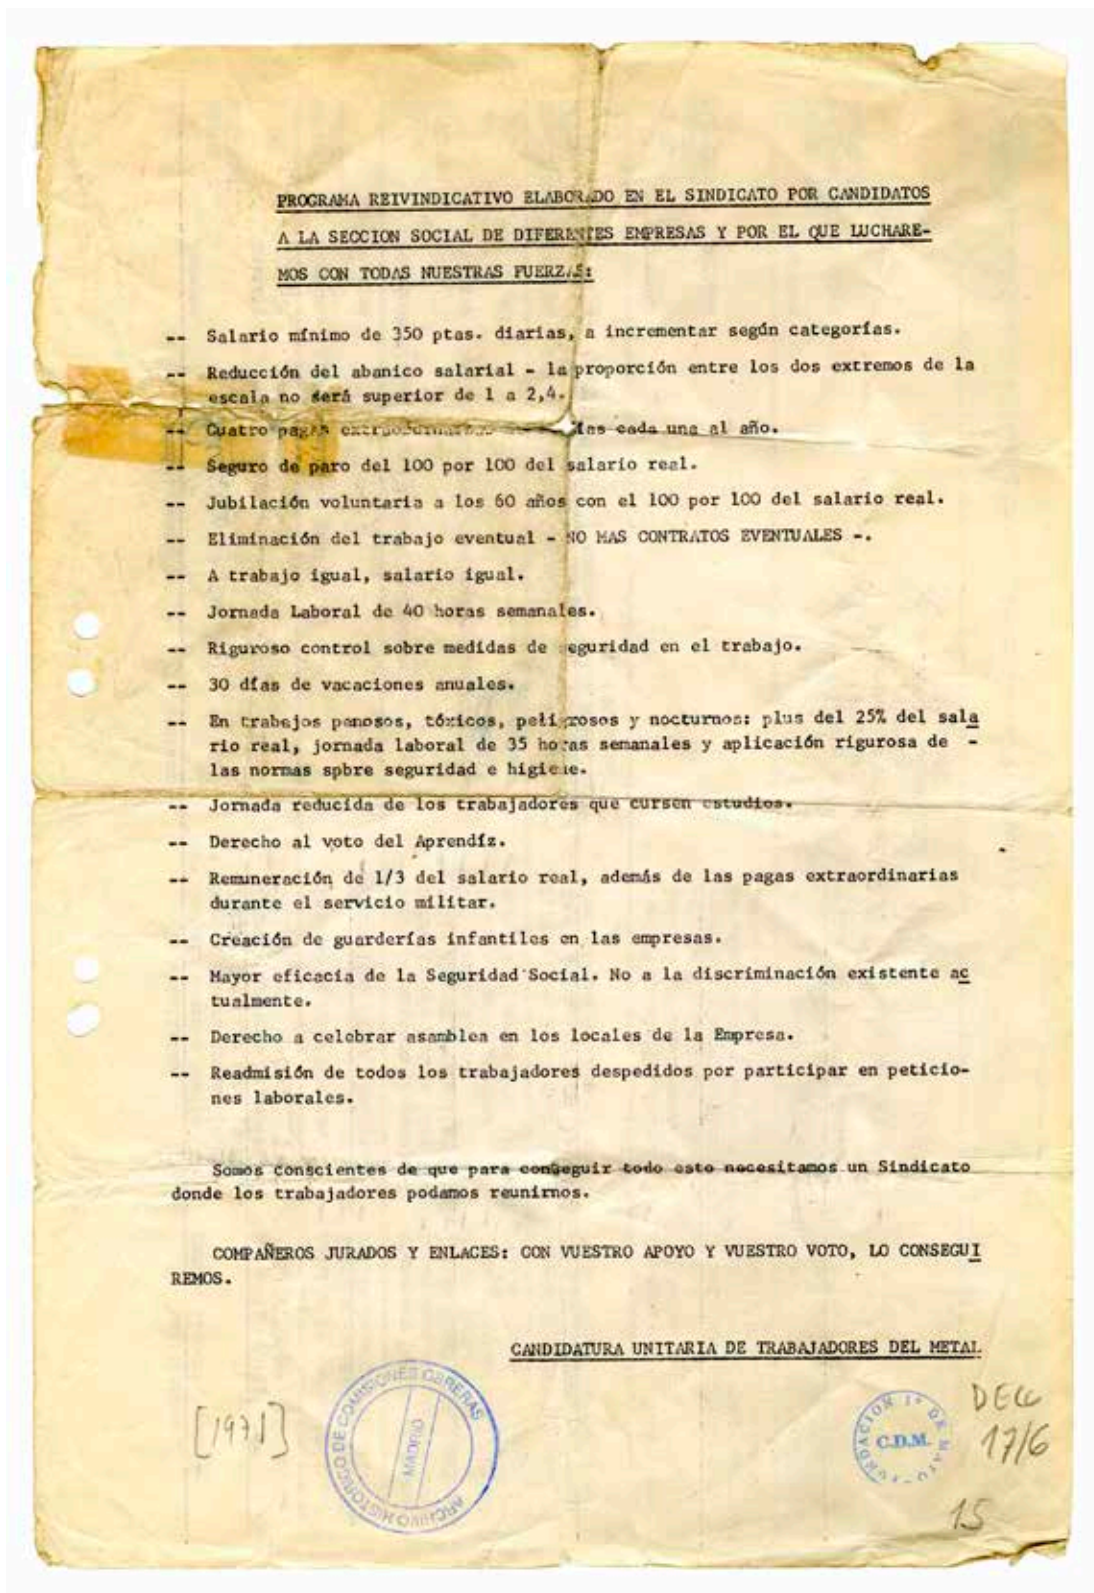 PROGRAMA REIVINDICATIVO ELABORADO EN EL SINDICATO POR CANDIDATOS
A LA SECCION SOCIAL DE DIFERENTES EMPRESAS Y POR EL QUE LUCHARE-
MOS CON TODAS NUESTRAS FUERZAS:
-- Salario mínimo de 350 ptas. diarias, a incrementar según categorías.
-- Reducción del abanico salarial - la proporción entre los dos extremos de la
escala no será superior de 1 a 2,4.
-- Cuatro pagas extraordinarias cada una al año.
-- Seguro de paro del 100 por 100 del salario real.
-- Jubilación voluntaria a los 60 años con el 100 por 100 del salario real.
-- Eliminación del trabajo eventual - NO MAS CONTRATOS EVENTUALES -.
-- A trabajo igual, salario igual.
-- Jornada Laboral de 40 horas semanales.
-- Riguroso control sobre medidas de seguridad en el trabajo.
-- 30 días de vacaciones anuales.
-- En trabajos penosos, tóxicos, peligrosos y nocturnos: plus del 25% del sala
rio real, jornada laboral de 35 horas semanales y aplicación rigurosa de -
las normas spbre seguridad e higiene.
-- Jornada reducida de los trabajadores que cursen estudios.
-- Derecho al voto del Aprendíz.
-- Remuneración de 1/3 del salario real, además de las pagas extraordinarias
durante el servicio militar.
-- Creación de guarderías infantiles en las empresas.
-- Mayor eficacia de la Seguridad Social. No a la discriminación existente ac
tualmente.
-- Derecho a celebrar asamblea en los locales de la Empresa.
-- Readmisión de todos los trabajadores despedidos por participar en peticio-
nes laborales.
Somos conscientes de que para conseguir todo esto necesitamos un Sindicato
donde los trabajadores podamos reunirnos.
COMPAÑEROS JURADOS Y ENLACES: CON VUESTRO APOYO Y VUESTRO VOTO, LO CONSEGUI
REMOS.
CANDIDATURA UNITARIA DE TRABAJADORES DEL METAL
[1971]
ARCHIVO HISTORICO DE COMISIONES OBRERAS
MADRID
FUNDACION 1º DE MAYO
C.D.M.
17/6
15